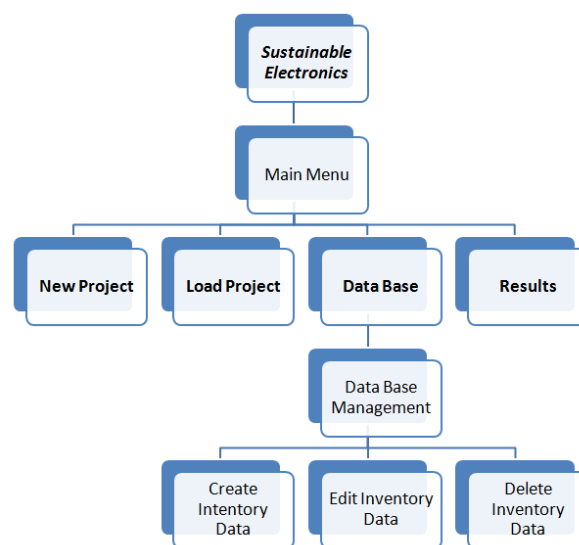 Sustainable
Electronics
Main Menu
New Project
Load Project
Data Base
Results
Data Base
Management
Create
Intentory
Data
Edit Inventory
Data
Delete
Inventory
Data